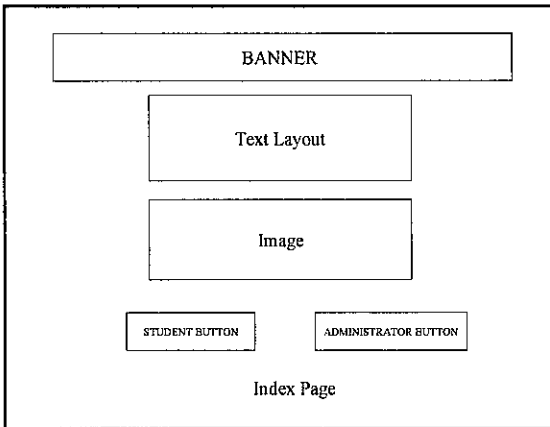 BANNER
Text Layout
Image
STUDENT BUTTON
ADMINISTRATOR BUTTON
Index Page